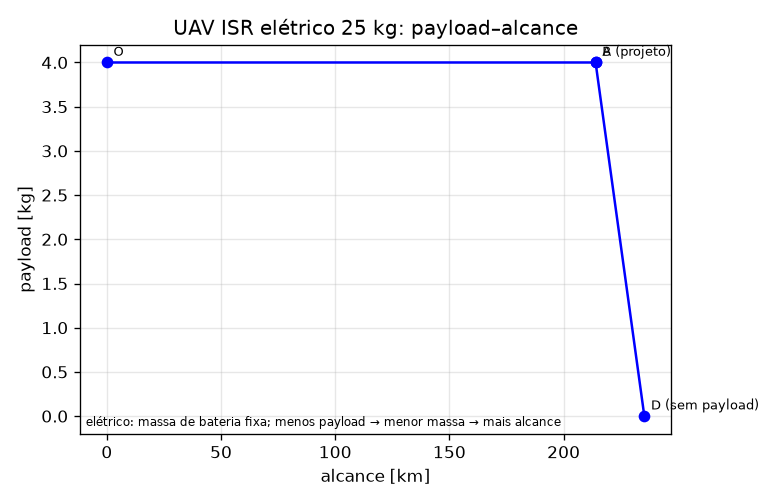 UAV ISR elétrico 25 kg: payload–alcance
O
(projeto)
4.0
3.5
3.0
2.5
2.0
1.5
1.0
0.5
0.0
payload [kg]
D (sem payload)
elétrico: massa de bateria fixa; menos payload → menor massa → mais alcance
0
50
100
150
200
alcance [km]